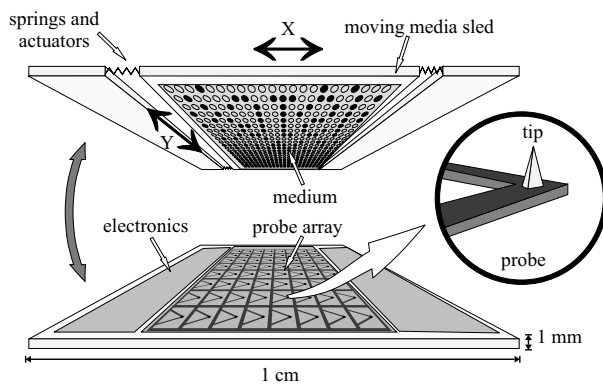 springs and
actuators
X
moving media sled
Y
medium
tip
electronics
probe array
probe
1 mm
1 cm